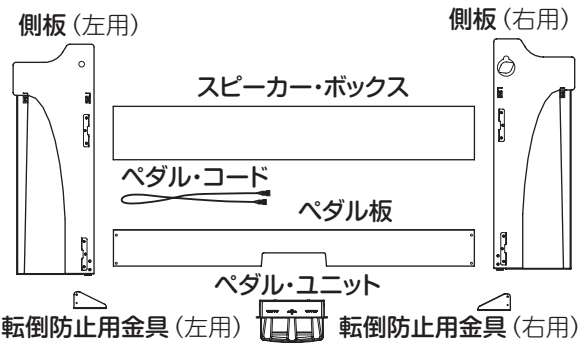 側板（左用）
側板（右用）
スピーカー・ボックス
ペダル・コード
ペダル板
ペダル・ユニット
転倒防止用金具（左用）
転倒防止用金具（右用）